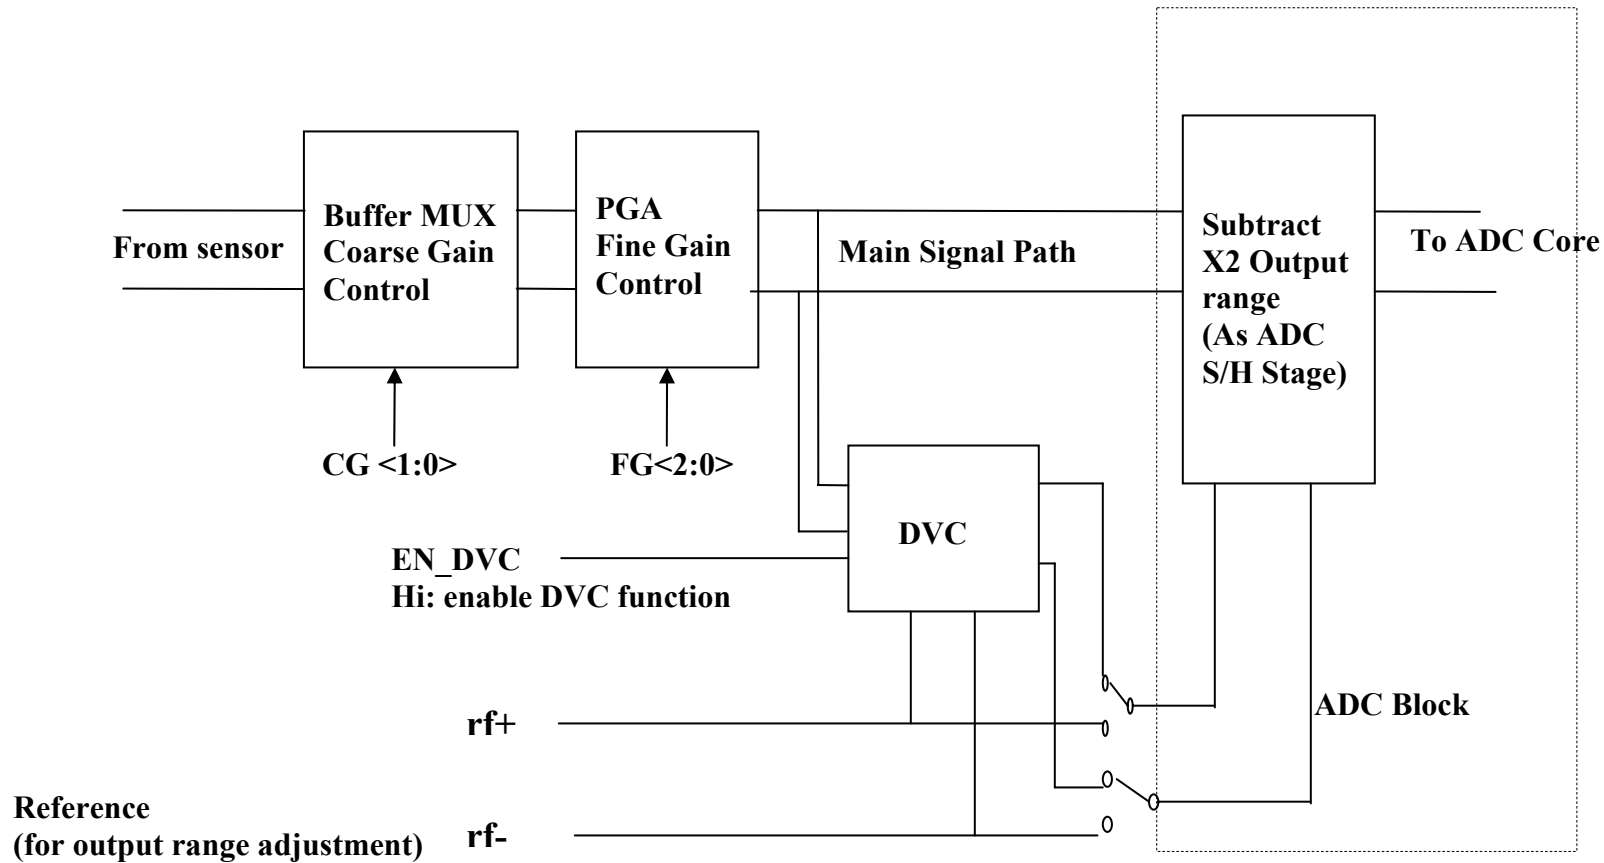 Buffer MUX
Coarse Gain
Control
PGA
Fine Gain
Control
Subtract
X2 Output
range
(As ADC
S/H Stage)
From sensor
Main Signal Path
To ADC Core
CG <1:0>
FG<2:0>
DVC
EN_DVC
Hi: enable DVC function
rf+
ADC Block
Reference
(for output range adjustment)
rf-